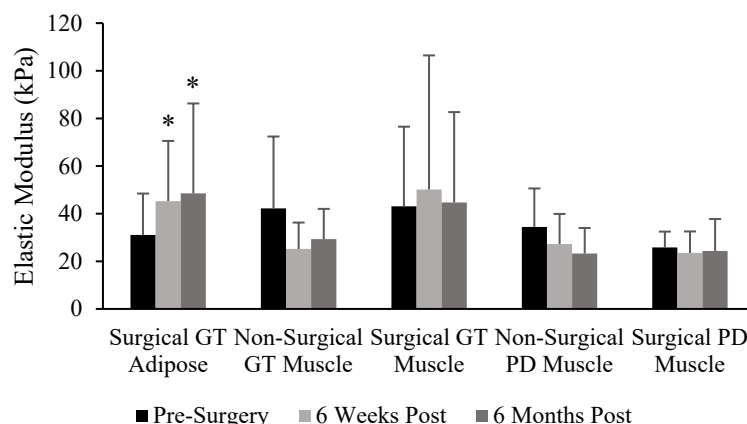 Elastic Modulus (kPa)
120
100
80
60
40
20
0
* *
Surgical GT Adipose
Non-Surgical GT Muscle
Surgical GT Muscle
Non-Surgical PD Muscle
Surgical PD Muscle
Pre-Surgery 6 Weeks Post 6 Months Post